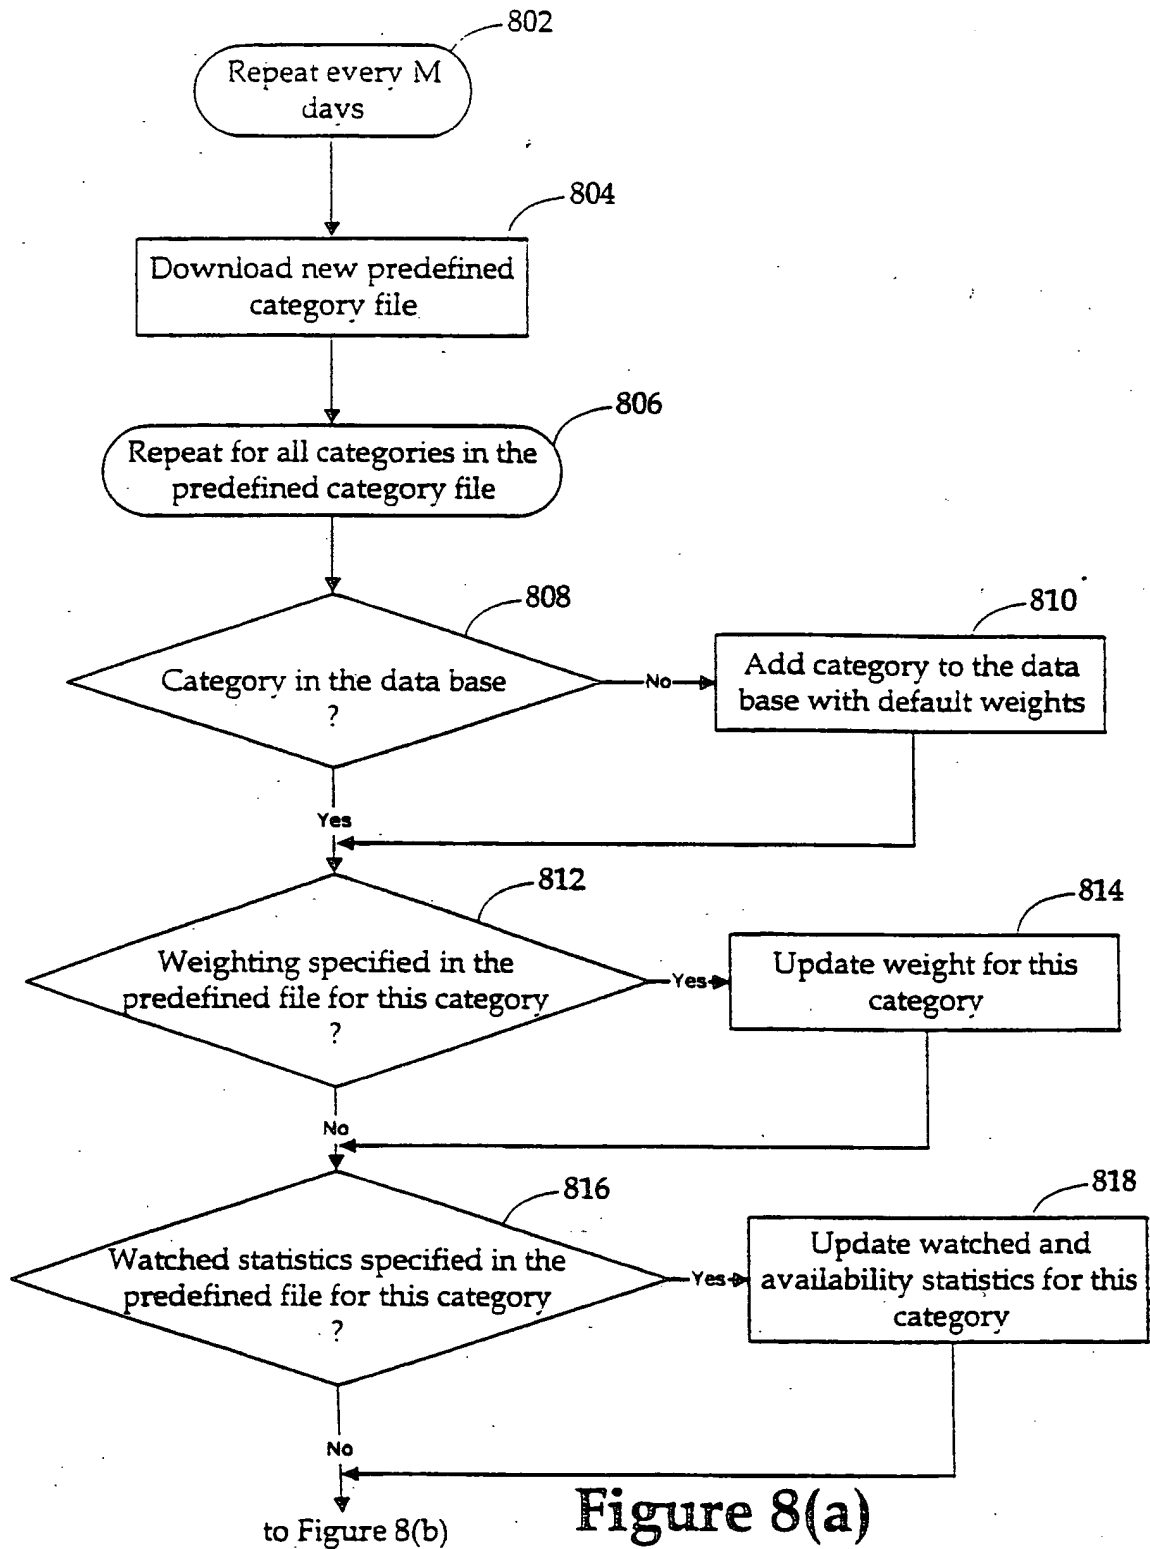 802
Repeat every M
days
804
Download new predefined
category file
806
Repeat for all categories in the
predefined category file
808
Category in the data base
?
No
810
Add category to the data
base with default weights
Yes
812
Weighting specified in the
predefined file for this category
?
Yes
814
Update weight for this
category
No
816
Watched statistics specified in the
predefined file for this category
?
Yes
818
Update watched and
availability statistics for this
category
No
to Figure 8(b)
Figure 8(a)